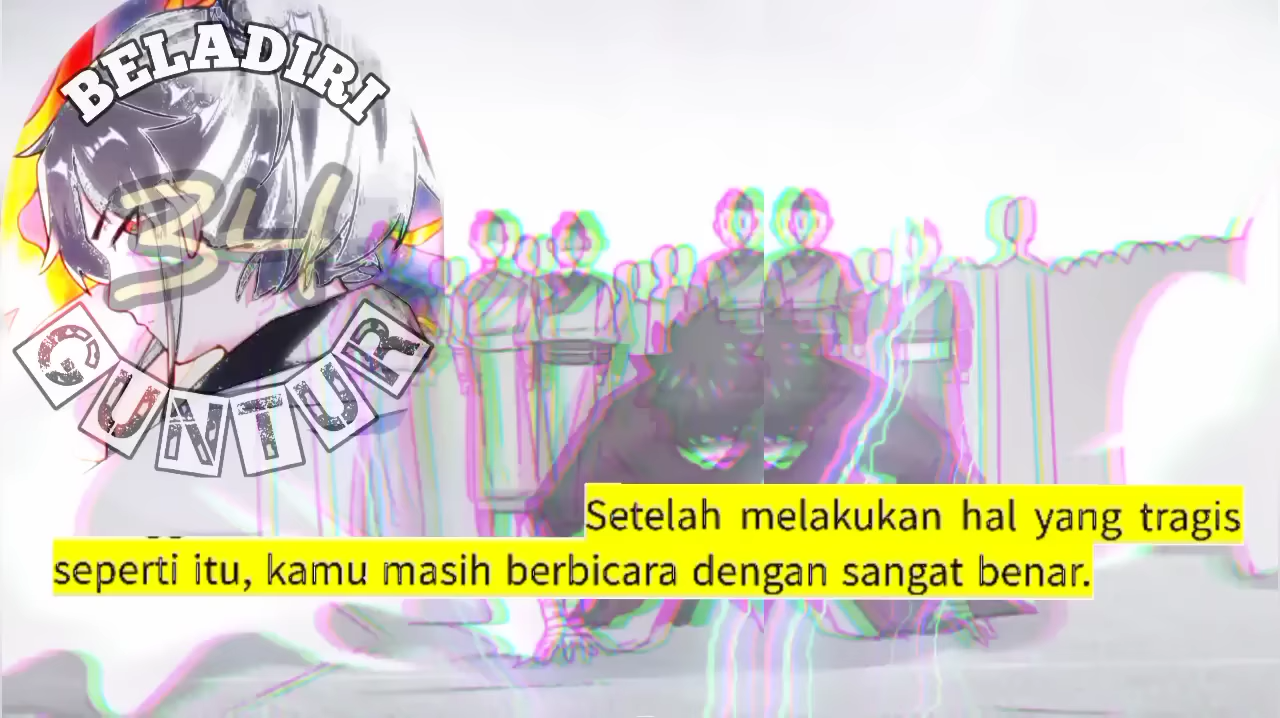 BELADIRI
34
GUNTUR
Setelah melakukan hal yang tragis
seperti itu, kamu masih berbicara dengan sangat benar.